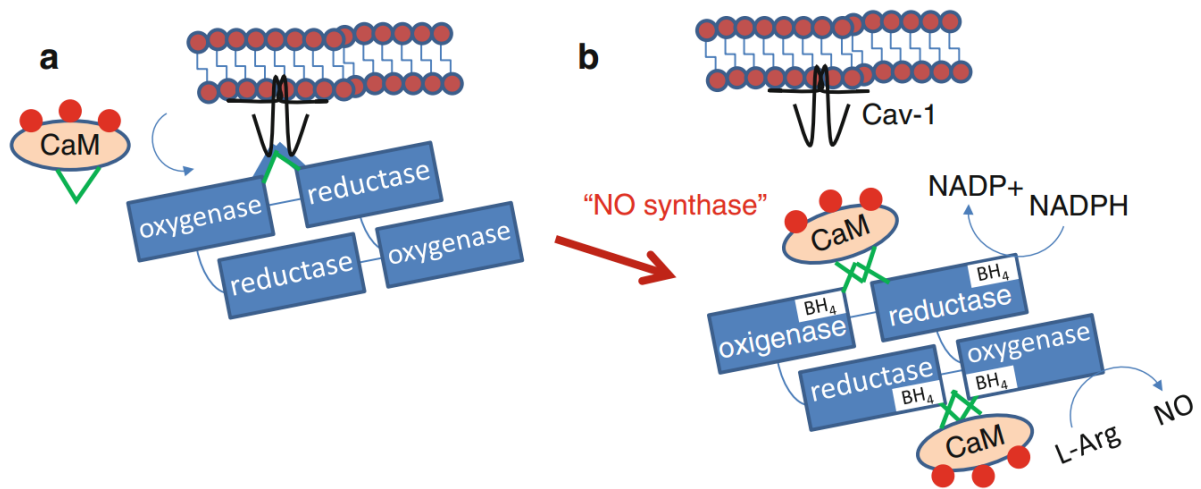 a
CaM
oxygenase
reductase
reductase
oxygenase
"NO synthase"
b
Cav-1
NADP+
NADPH
CaM
BH₄
reductase
BH₄
oxigenase
oxygenase
BH₄
reductase
BH₄
CaM
L-Arg
NO